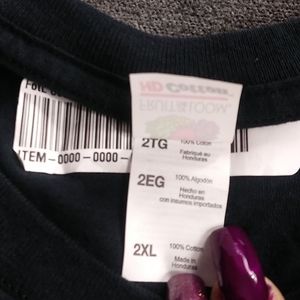 HD Cotton
FRUIT OF THE LOOM
ITEM-0000-0000-
2TG
100% Coton
Fabriqué au
Honduras
2EG
100% Algodón
Hecho en
Honduras
con insumos importados
2XL
100% Cotton
Made in
Honduras